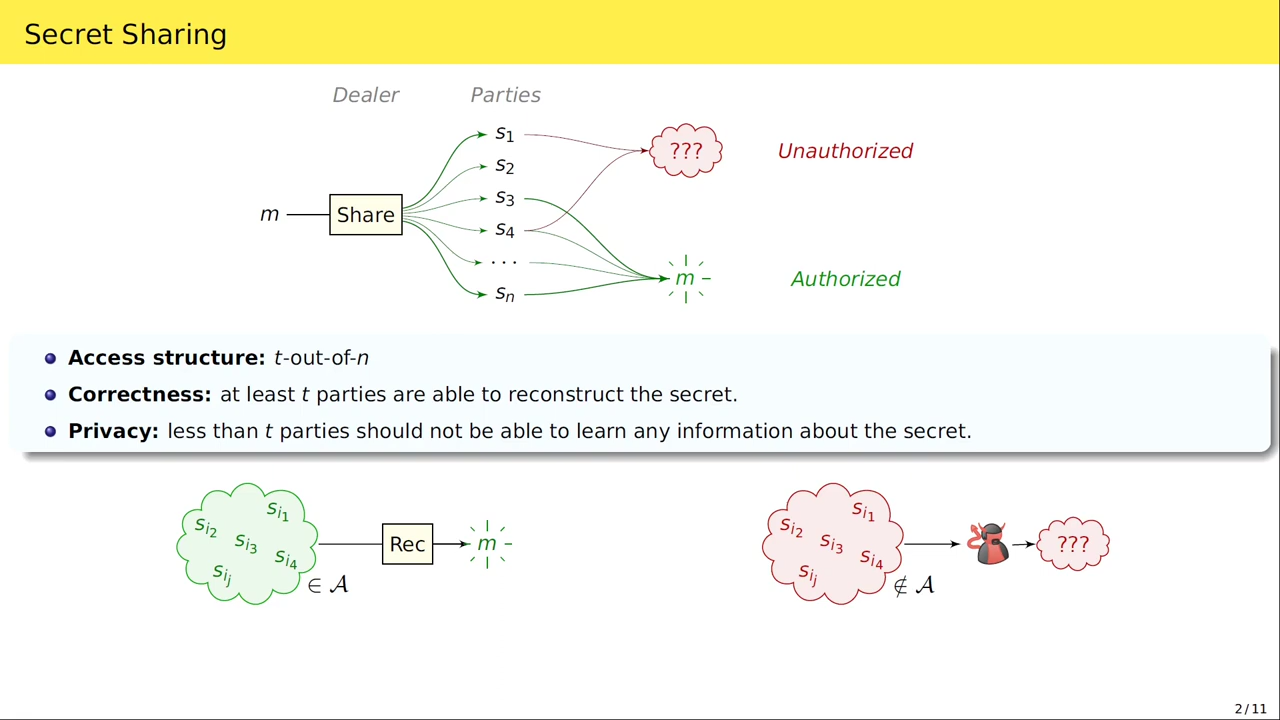 Secret Sharing
Dealer Parties
s1
s2
s3
s4
···
sn
m
Share
???
Unauthorized
m
Authorized
Access structure: t-out-of-n
Correctness: at least t parties are able to reconstruct the secret.
Privacy: less than t parties should not be able to learn any information about the secret.
si1
si2
si3
si4
sij
∈ 𝒜
Rec
m
si1
si2
si3
si4
sij
∉ 𝒜
???
2/11